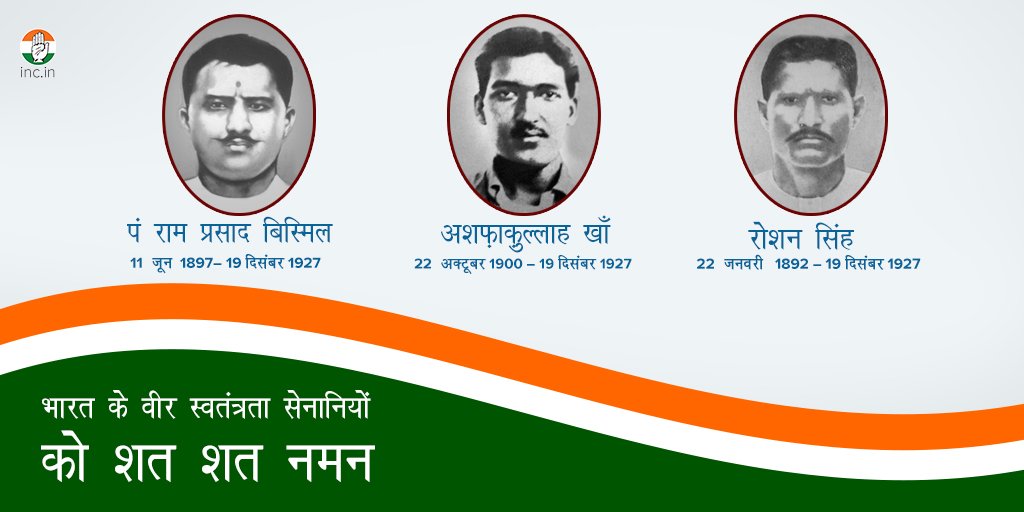 inc.in
पं राम प्रसाद बिस्मिल
11 जून 1897– 19 दिसंबर 1927
अशफ़ाकुल्लाह खाँ
22 अक्टूबर 1900 – 19 दिसंबर 1927
रोशन सिंह
22 जनवरी 1892 – 19 दिसंबर 1927
भारत के वीर स्वतंत्रता सेनानियों
को शत शत नमन